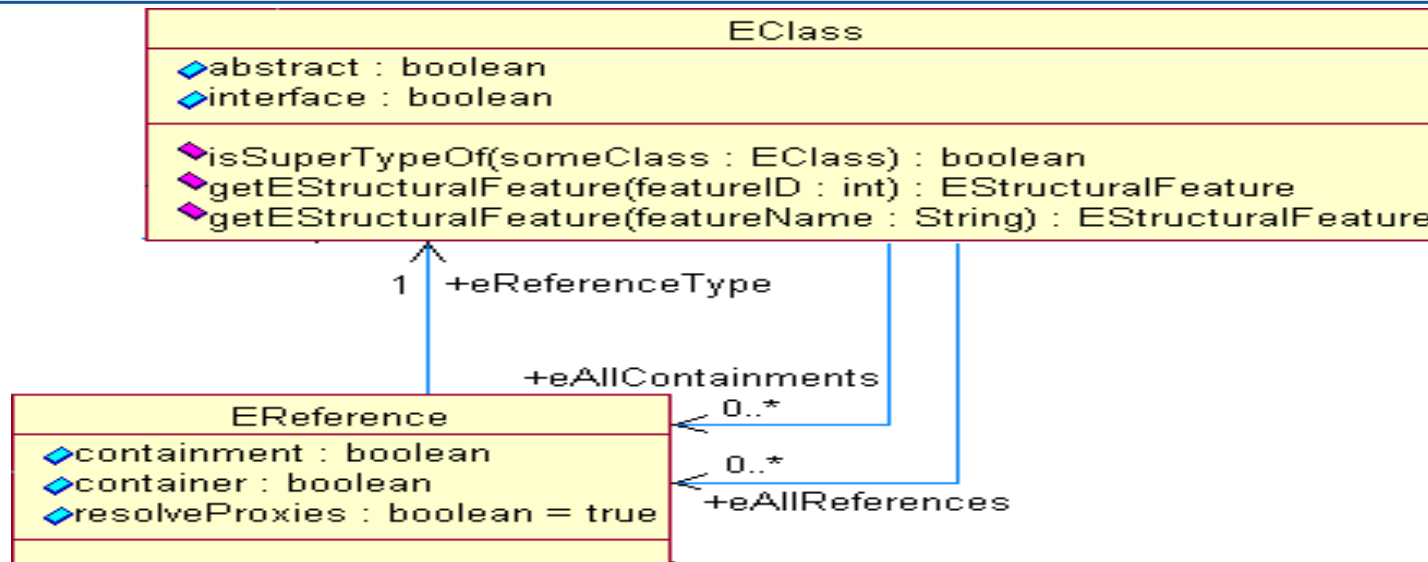 EClass
abstract : boolean
interface : boolean
isSuperTypeOf(someClass : EClass) : boolean
getEStructuralFeature(featureID : int) : EStructuralFeature
getEStructuralFeature(featureName : String) : EStructuralFeature
1 +eReferenceType
+eAllContainments
0..*
EReference
containment : boolean
container : boolean
resolveProxies : boolean = true
0..*
+eAllReferences